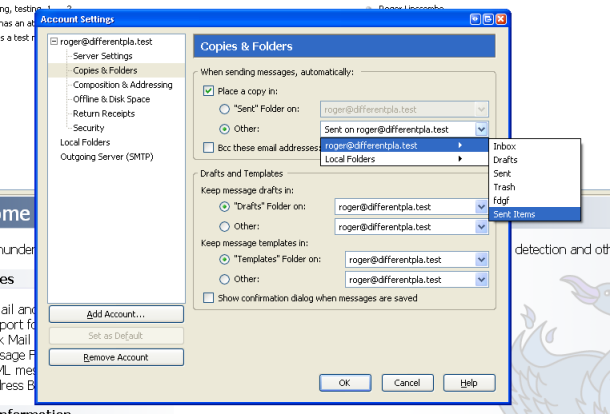 ng, testing, 1 2
Roger Lipscombe
has an at
s a test m
Account Settings
roger@differentpla.test
Server Settings
Copies & Folders
Composition & Addressing
Offline & Disk Space
Return Receipts
Security
Local Folders
Outgoing Server (SMTP)
Add Account...
Set as Default
Remove Account
Copies & Folders
When sending messages, automatically:
Place a copy in:
"Sent" Folder on:
roger@differentpla.test
Other:
Sent on roger@differentpla.test
Bcc these email addresses:
roger@differentpla.test
Local Folders
Inbox
Drafts
Sent
Trash
fdgf
Sent Items
Drafts and Templates
Keep message drafts in:
"Drafts" Folder on:
roger@differentpla.test
Other:
roger@differentpla.test
Keep message templates in:
"Templates" Folder on:
roger@differentpla.test
Other:
roger@differentpla.test
Show confirmation dialog when messages are saved
OK
Cancel
Help
ome
hunder
detection and oth
es
ail and
port fo
k Mail
sage F
ML mes
dress B
nformation